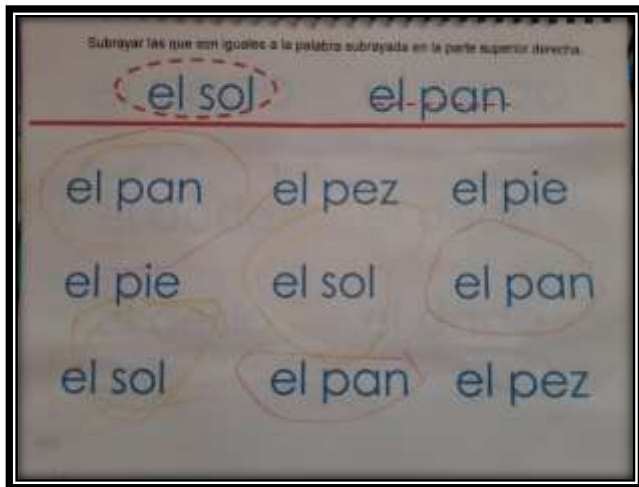 Subrayar las que son iguales a la palabra subrayada en la parte superior derecha.
el sol el pan
el pan el pez el pie
el pie el sol el pan
el sol el pan el pez